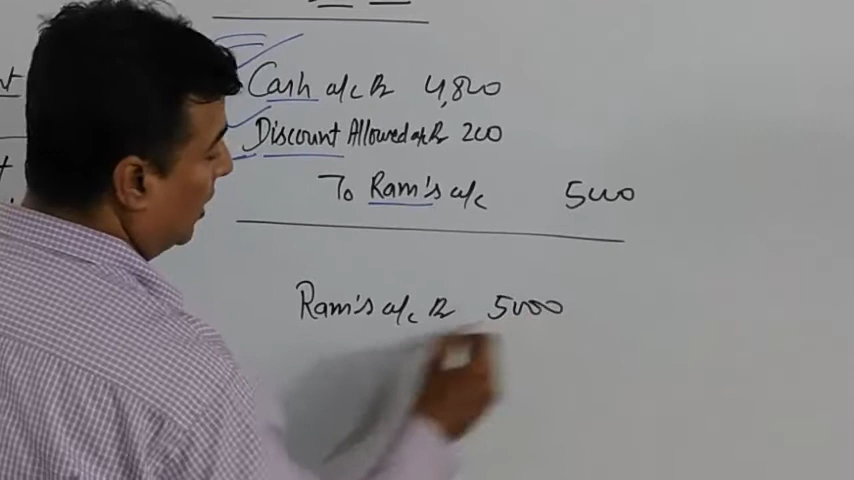 Cash a/c Dr 4,800
Discount Allowed a/c Dr 200
To Ram's a/c 5000
Ram's a/c Dr 5000